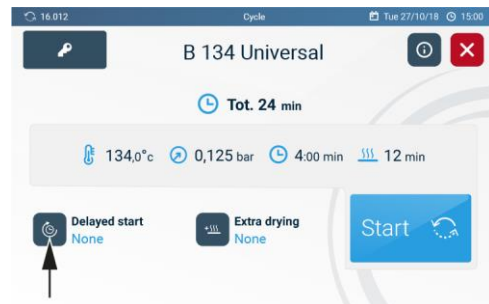 16.012 Cycle Tue 27/10/18 15:00
B 134 Universal
Tot. 24 min
134,0°c 0,125 bar 4:00 min 12 min
Delayed start Extra drying Start
None None